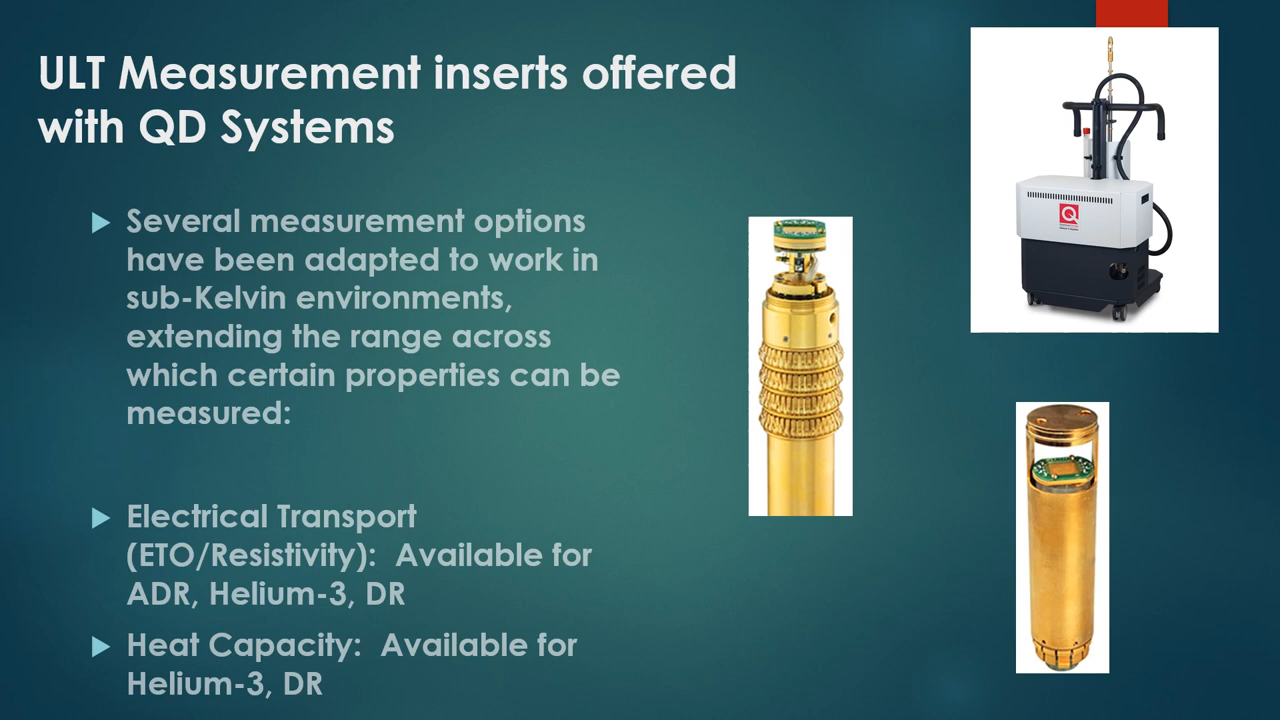 ULT Measurement inserts offered
with QD Systems
Several measurement options
have been adapted to work in
sub-Kelvin environments,
extending the range across
which certain properties can be
measured:
Electrical Transport
(ETO/Resistivity):  Available for
ADR, Helium-3, DR
Heat Capacity:  Available for
Helium-3, DR